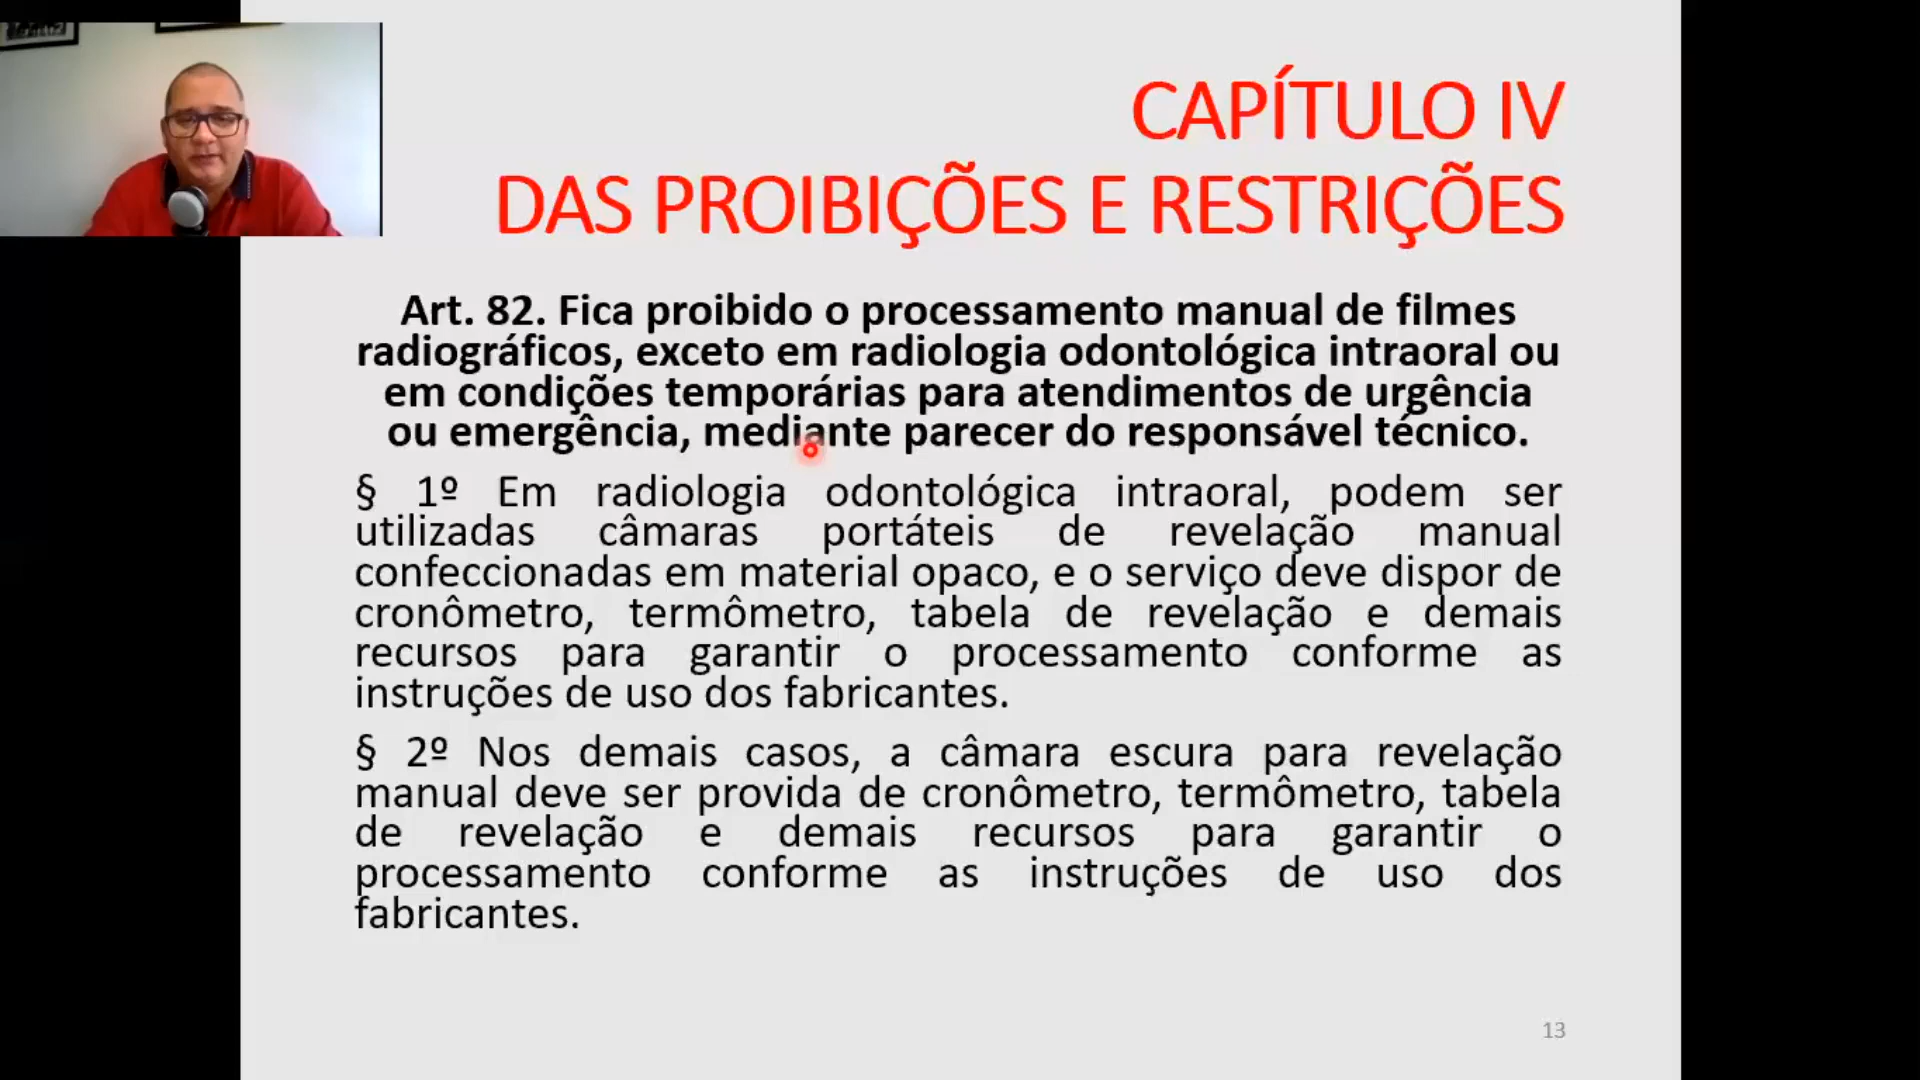 CAPÍTULO IV
DAS PROIBIÇÕES E RESTRIÇÕES
Art. 82. Fica proibido o processamento manual de filmes
radiográficos, exceto em radiologia odontológica intraoral ou
em condições temporárias para atendimentos de urgência
ou emergência, mediante parecer do responsável técnico.
§ 1º Em radiologia odontológica intraoral, podem ser
utilizadas câmaras portáteis de revelação manual
confeccionadas em material opaco, e o serviço deve dispor de
cronômetro, termômetro, tabela de revelação e demais
recursos para garantir o processamento conforme as
instruções de uso dos fabricantes.
§ 2º Nos demais casos, a câmara escura para revelação
manual deve ser provida de cronômetro, termômetro, tabela
de revelação e demais recursos para garantir o
processamento conforme as instruções de uso dos
fabricantes.
13